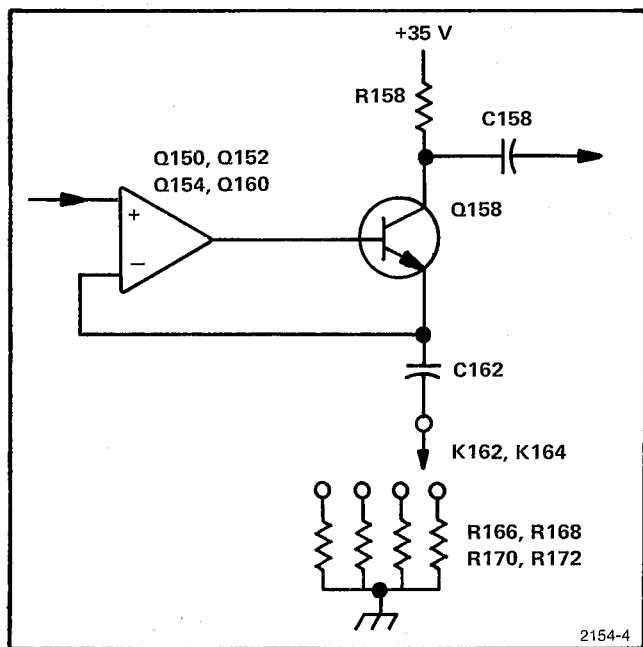 +35 V
R158
C158
Q150, Q152
Q154, Q160
Q158
+
−
C162
K162, K164
R166, R168
R170, R172
2154-4